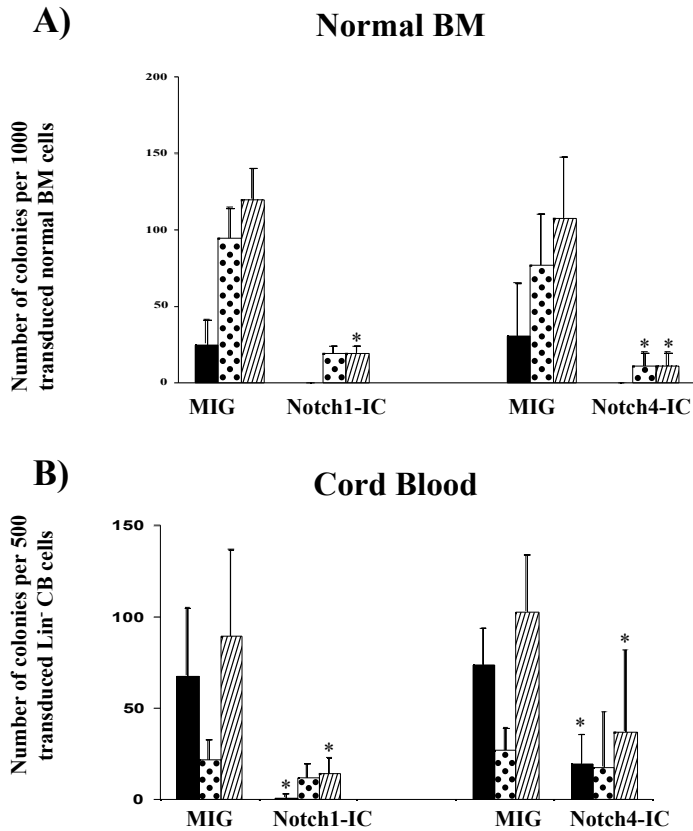 A)
Normal BM
Number of colonies per 1000
transduced normal BM cells
200
150
100
50
0
*
* *
MIG
Notch1-IC
MIG
Notch4-IC
B)
Cord Blood
Number of colonies per 500
transduced Lin- CB cells
150
100
50
0
*
*
*
*
MIG
Notch1-IC
MIG
Notch4-IC